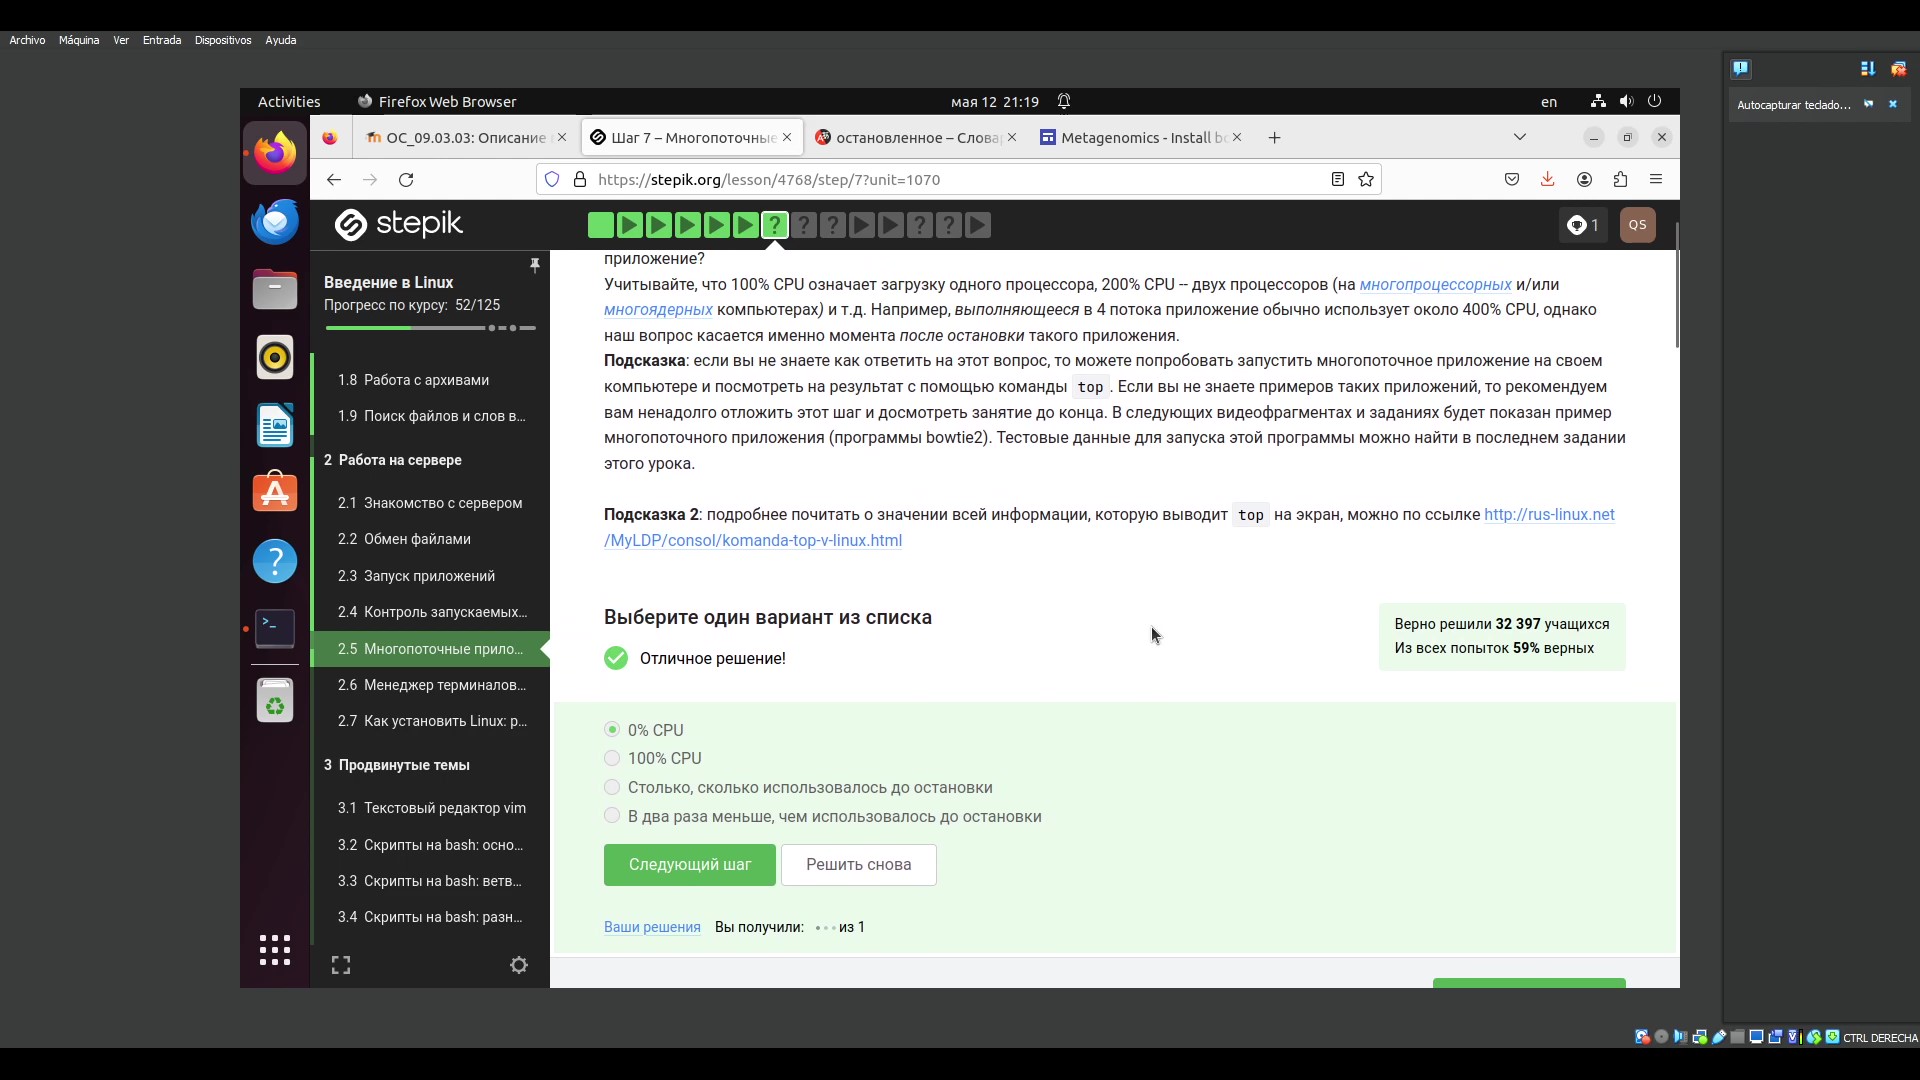 Archivo Máquina Ver Entrada Dispositivos Ayuda
Autocapturar teclado...
Activities Firefox Web Browser мая 12 21:19 en
ОС_09.03.03: Описание Шаг 7 – Многопоточные остановленное – Слова Metagenomics - Install bo
https://stepik.org/lesson/4768/step/7?unit=1070
stepik
1 QS
Введение в Linux
Прогресс по курсу: 52/125
1.8 Работа с архивами
1.9 Поиск файлов и слов в...
2 Работа на сервере
2.1 Знакомство с сервером
2.2 Обмен файлами
2.3 Запуск приложений
2.4 Контроль запускаемых...
2.5 Многопоточные прило...
2.6 Менеджер терминалов...
2.7 Как установить Linux: р...
3 Продвинутые темы
3.1 Текстовый редактор vim
3.2 Скрипты на bash: осно...
3.3 Скрипты на bash: ветв...
3.4 Скрипты на bash: разн...
приложение?
Учитывайте, что 100% CPU означает загрузку одного процессора, 200% CPU -- двух процессоров (на многопроцессорных и/или
многоядерных компьютерах) и т.д. Например, выполняющееся в 4 потока приложение обычно использует около 400% CPU, однако
наш вопрос касается именно момента после остановки такого приложения.
Подсказка: если вы не знаете как ответить на этот вопрос, то можете попробовать запустить многопоточное приложение на своем
компьютере и посмотреть на результат с помощью команды top. Если вы не знаете примеров таких приложений, то рекомендуем
вам ненадолго отложить этот шаг и досмотреть занятие до конца. В следующих видеофрагментах и заданиях будет показан пример
многопоточного приложения (программы bowtie2). Тестовые данные для запуска этой программы можно найти в последнем задании
этого урока.
Подсказка 2: подробнее почитать о значении всей информации, которую выводит top на экран, можно по ссылке http://rus-linux.net
/MyLDP/consol/komanda-top-v-linux.html
Выберите один вариант из списка
Отличное решение!
Верно решили 32 397 учащихся
Из всех попыток 59% верных
0% CPU
100% CPU
Столько, сколько использовалось до остановки
В два раза меньше, чем использовалось до остановки
Следующий шаг Решить снова
Ваши решения Вы получили: из 1
CTRL DERECHA